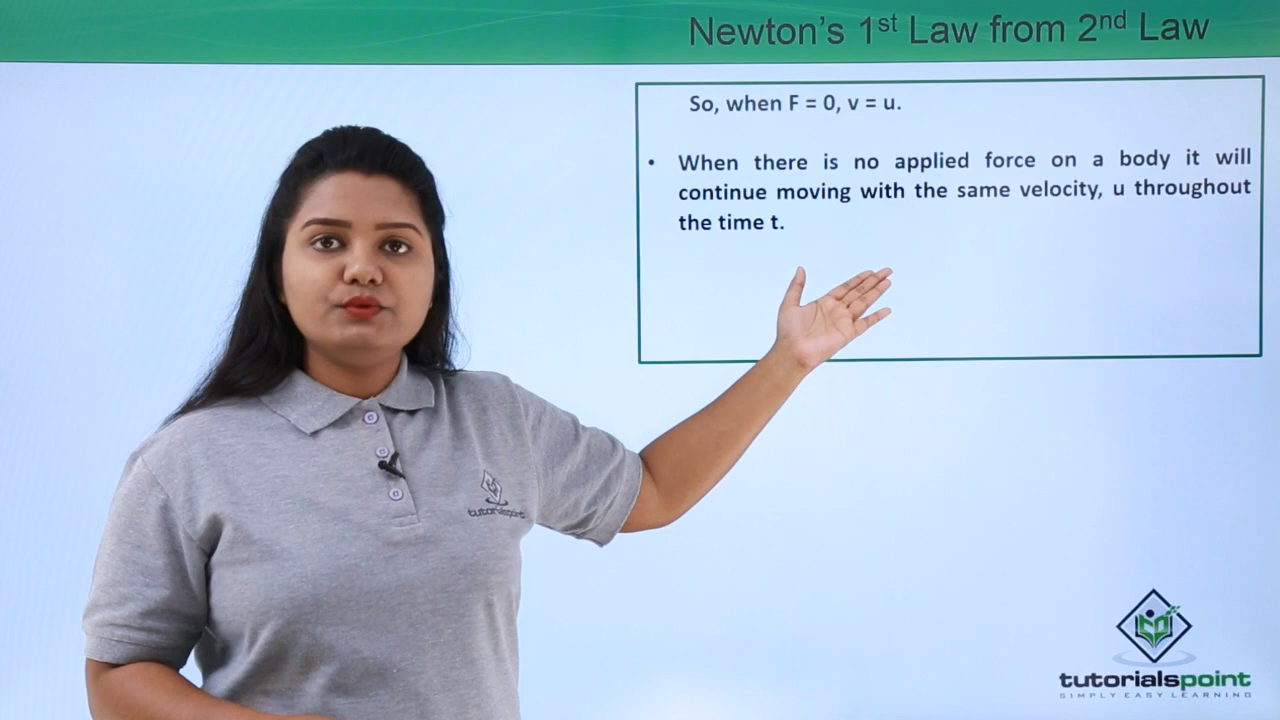 Newton's 1st Law from 2nd Law
So, when F = 0, v = u.
• When there is no applied force on a body it will
continue moving with the same velocity, u throughout
the time t.
tutorialspoint
tutorialspoint
SIMPLY EASY LEARNING